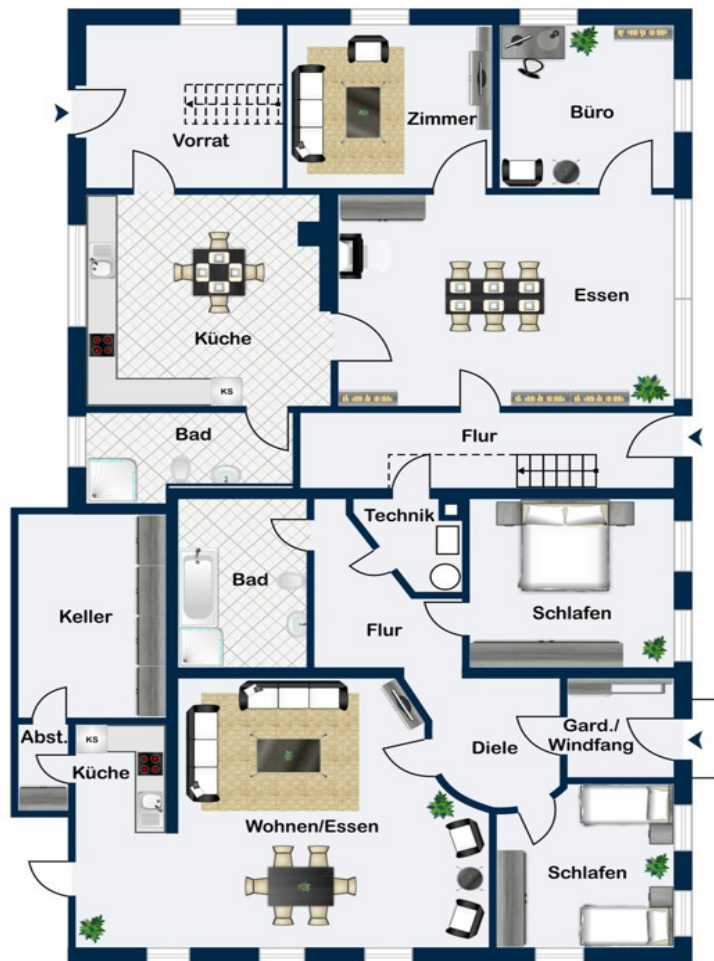 Vorrat
Zimmer
Büro
Küche
KS
Essen
Bad
Flur
Technik
Bad
Keller
Flur
Schlafen
Abst.
KS
Küche
Diele
Gard./
Windfang
Wohnen/Essen
Schlafen